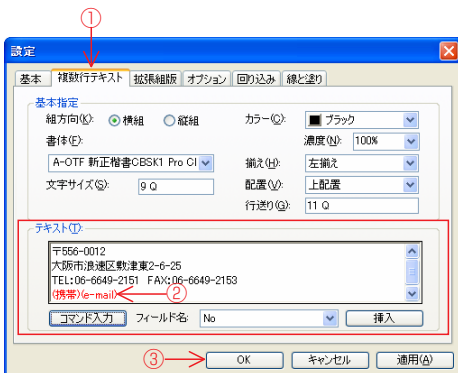 ①
設定
基本 複数行テキスト 拡張組版 オプション 回り込み 線と塗り
基本指定
組方向(K): 横組 縦組 カラー(C): ブラック
書体(F): 濃度(N): 100%
A-OTF 新正楷書CBSK1 Pro Cl 揃え(H): 左揃え
文字サイズ(S): 9 Q 配置(V): 上配置
行送り(G): 11 Q
テキスト(T):
〒556-0012
大阪市浪速区敷津東2-6-25
TEL:06-6649-2151 FAX:06-6649-2153
(携帯)(e-mail) ②
コマンド入力 フィールド名: No 挿入
③ OK キャンセル 適用(A)